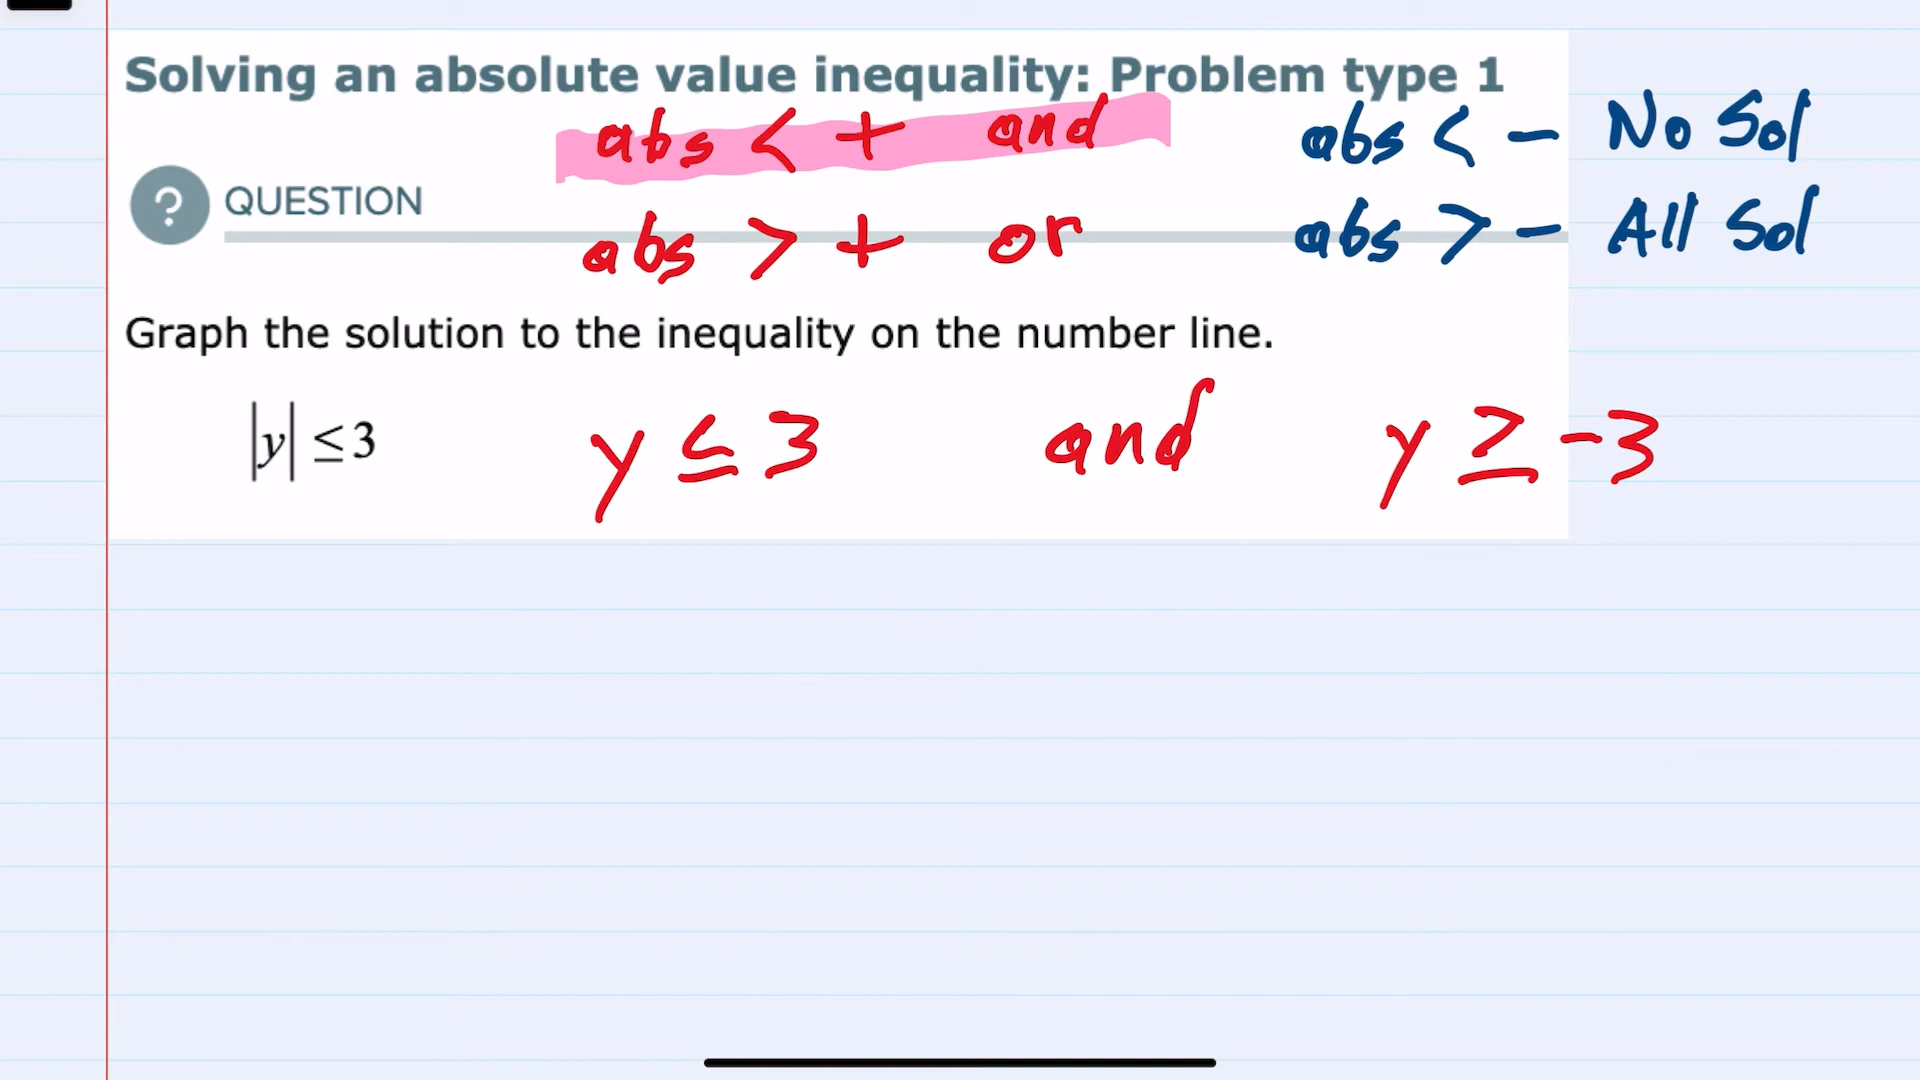 Solving an absolute value inequality: Problem type 1
abs < + and
abs < − No Sol
? QUESTION
abs > + or
abs > − All Sol
Graph the solution to the inequality on the number line.
|y| ≤ 3 y ≤ 3 and y ≥ −3